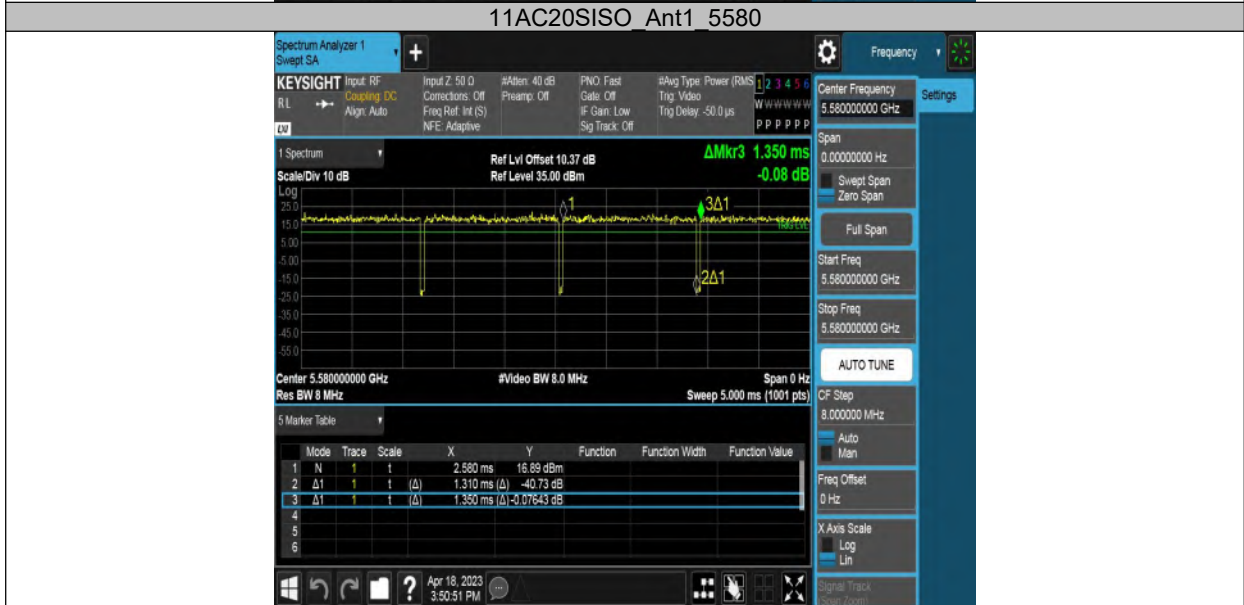 11AC20SISO_Ant1_5580
Spectrum Analyzer 1
Swept SA
+
Frequency
KEYSIGHT
RL
LXI
Input: RF
Coupling: DC
Align: Auto
Input Z: 50 Ω
Corrections: Off
Freq Ref: Int (S)
NFE: Adaptive
#Atten: 40 dB
Preamp: Off
PNO: Fast
Gate: Off
IF Gain: Low
Sig Track: Off
#Avg Type: Power (RMS
Trig: Video
Trig Delay: -50.0 µs
1 2 3 4 5 6
W W W W W W
P P P P P P
Center Frequency
5.580000000 GHz
Settings
1 Spectrum
Scale/Div 10 dB
Ref Lvl Offset 10.37 dB
Ref Level 35.00 dBm
ΔMkr3 1.350 ms
-0.08 dB
Log
25.0
15.0
5.00
-5.00
-15.0
-25.0
-35.0
-45.0
-55.0
1
3Δ1
TRIG LVL
2Δ1
Center 5.580000000 GHz
Res BW 8 MHz
#Video BW 8.0 MHz
Span 0 Hz
Sweep 5.000 ms (1001 pts)
Span
0.00000000 Hz
Swept Span
Zero Span
Full Span
Start Freq
5.580000000 GHz
Stop Freq
5.580000000 GHz
AUTO TUNE
CF Step
8.000000 MHz
Auto
Man
Freq Offset
0 Hz
X Axis Scale
Log
Lin
Signal Track
(Span Zoom)
5 Marker Table
Mode Trace Scale X Y Function Function Width Function Value
1 N 1 t 2.580 ms 16.89 dBm
2 Δ1 1 t (Δ) 1.310 ms (Δ) -40.73 dB
3 Δ1 1 t (Δ) 1.350 ms (Δ) -0.07643 dB
4
5
6
?
Apr 18, 2023
3:50:51 PM